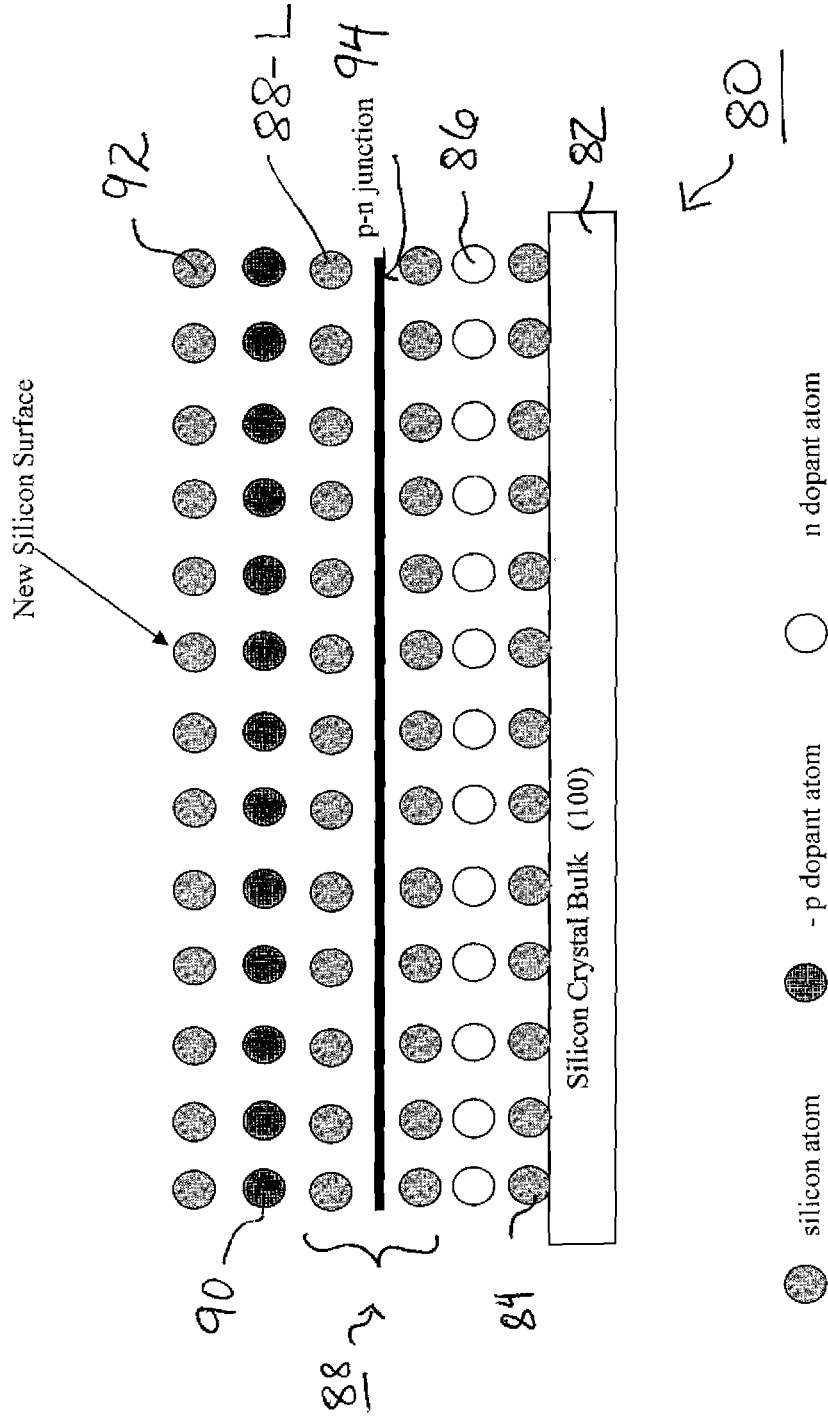 New Silicon Surface
92
88-L
94
p-n junction
86
82
80
90
88
84
Silicon Crystal Bulk (100)
silicon atom
- p dopant atom
n dopant atom